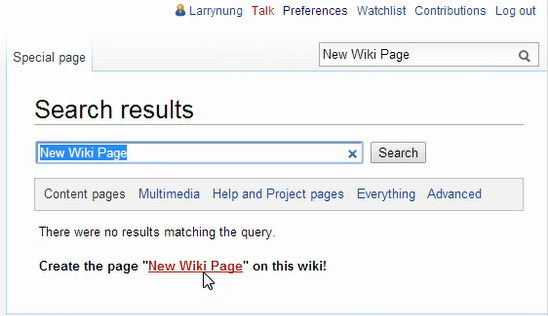 Larrynung Talk Preferences Watchlist Contributions Log out
Special page
New Wiki Page
Search results
New Wiki Page Search
Content pages Multimedia Help and Project pages Everything Advanced
There were no results matching the query.
Create the page "New Wiki Page" on this wiki!